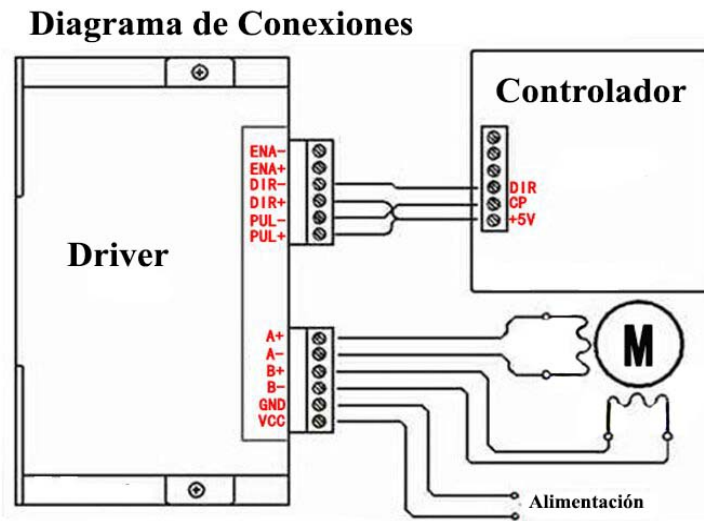 Diagrama de Conexiones
Controlador
ENA-
ENA+
DIR-
DIR+
PUL-
PUL+
DIR
CP
+5V
Driver
A+
A-
B+
B-
GND
VCC
M
Alimentación